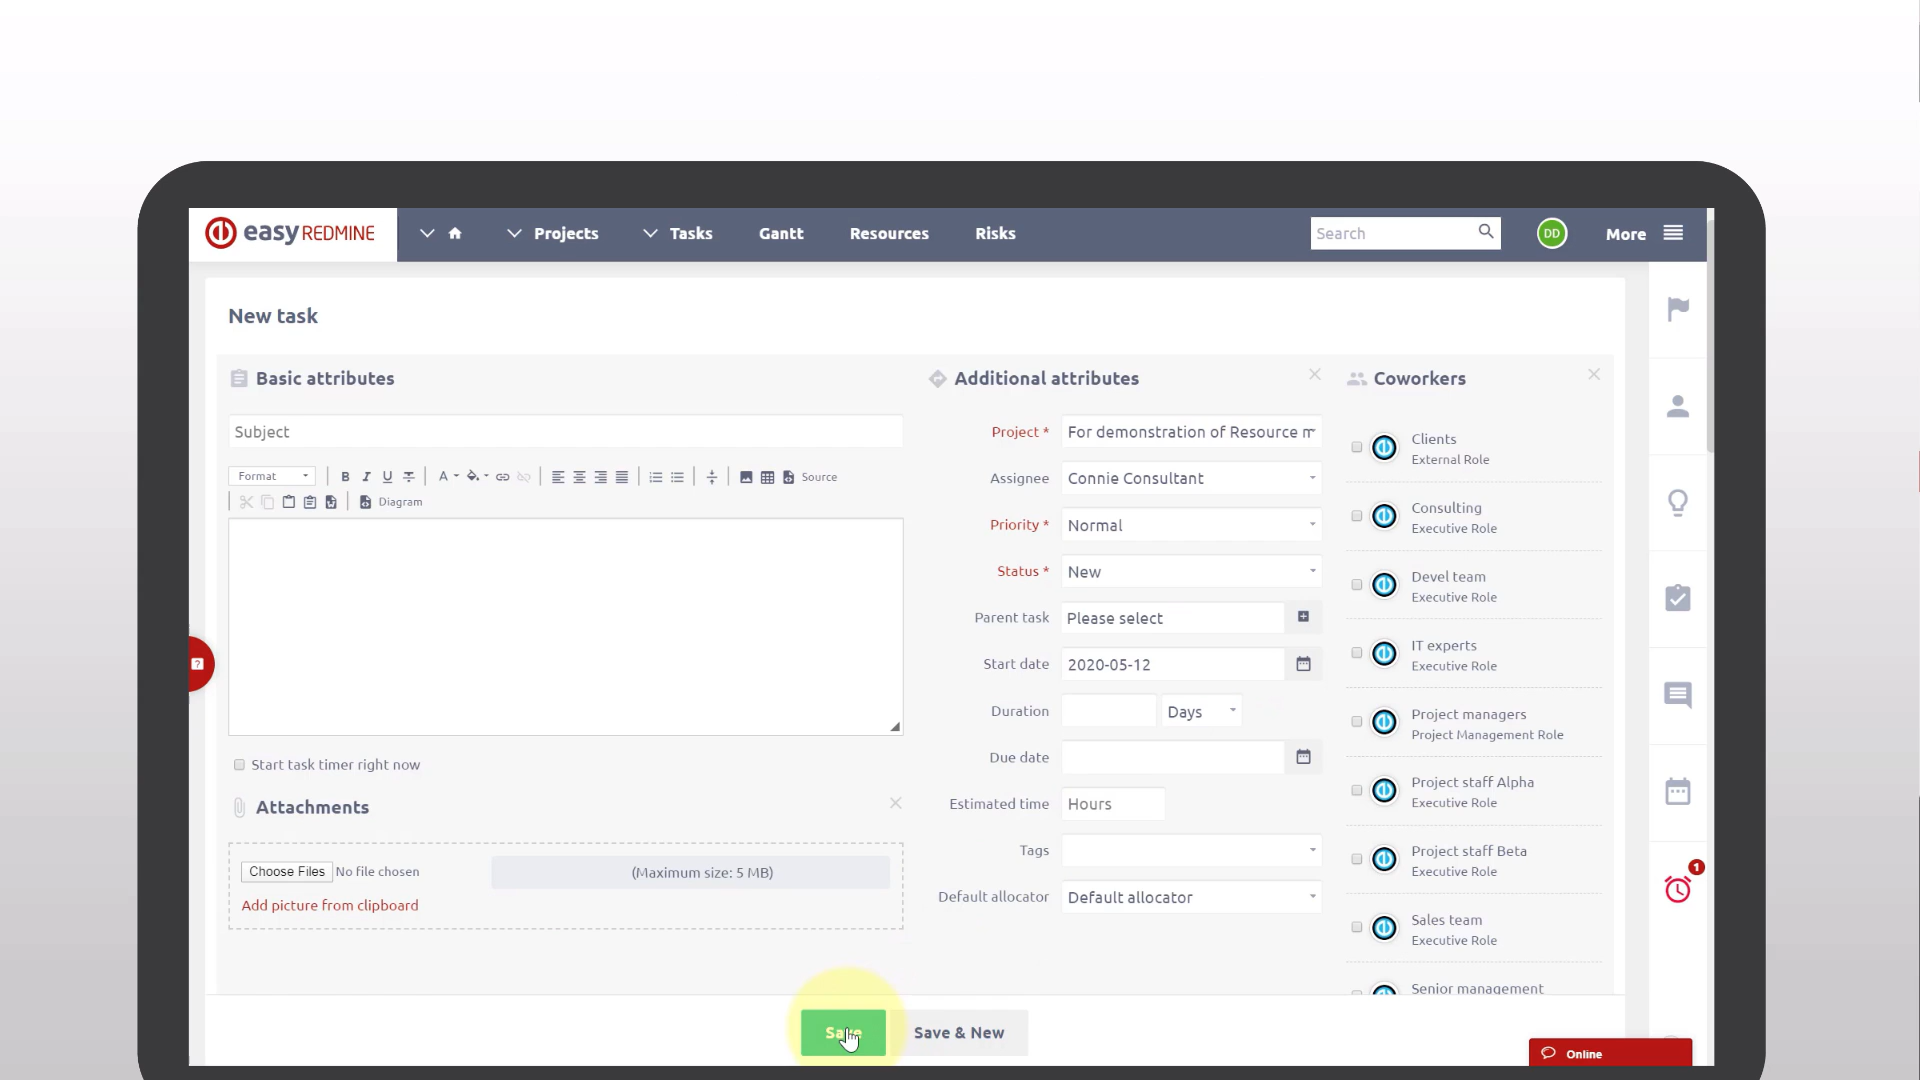 easy REDMINE
Projects
Tasks
Gantt
Resources
Risks
Search
DD
More
New task
Basic attributes
Subject
Format
B I U A Source
Diagram
Start task timer right now
Attachments
Choose Files No file chosen
(Maximum size: 5 MB)
Add picture from clipboard
Additional attributes
Project * For demonstration of Resource m
Assignee Connie Consultant
Priority * Normal
Status * New
Parent task Please select
Start date 2020-05-12
Duration Days
Due date
Estimated time Hours
Tags
Default allocator Default allocator
Coworkers
Clients
External Role
Consulting
Executive Role
Devel team
Executive Role
IT experts
Executive Role
Project managers
Project Management Role
Project staff Alpha
Executive Role
Project staff Beta
Executive Role
Sales team
Executive Role
Senior management
1
?
Save
Save & New
Online